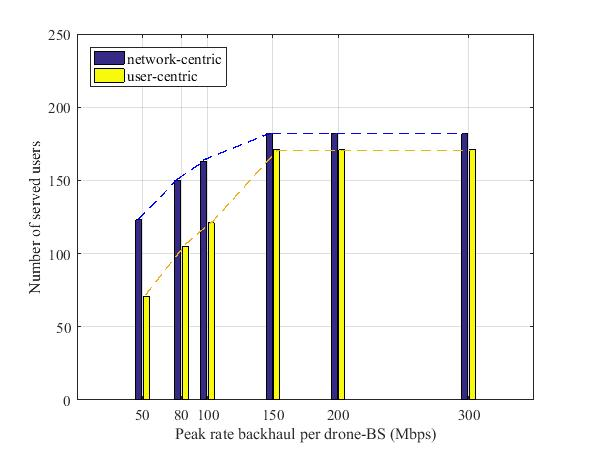 250
200
150
100
50
0
network-centric
user-centric
Number of served users
50 80 100 150 200 300
Peak rate backhaul per drone-BS (Mbps)